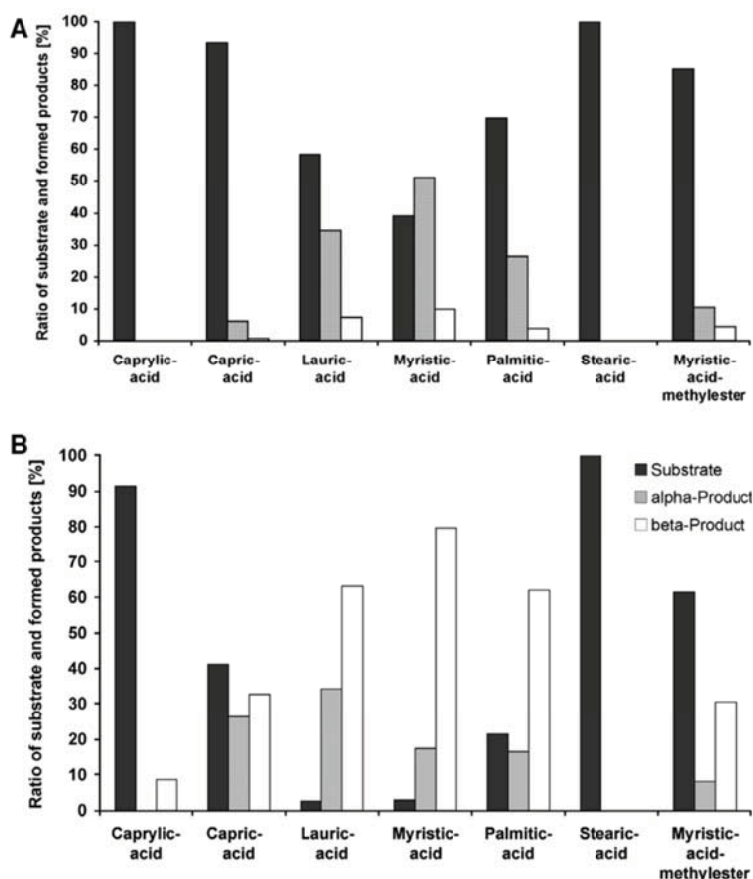 A
Ratio of substrate and formed products [%]
100
90
80
70
60
50
40
30
20
10
0
Caprylic- Capric- Lauric- Myristic- Palmitic- Stearic- Myristic-
acid acid acid acid acid acid acid-
methylester
B
Ratio of substrate and formed products [%]
100
90
80
70
60
50
40
30
20
10
0
Substrate
alpha-Product
beta-Product
Caprylic- Capric- Lauric- Myristic- Palmitic- Stearic- Myristic-
acid acid acid acid acid acid acid-
methylester